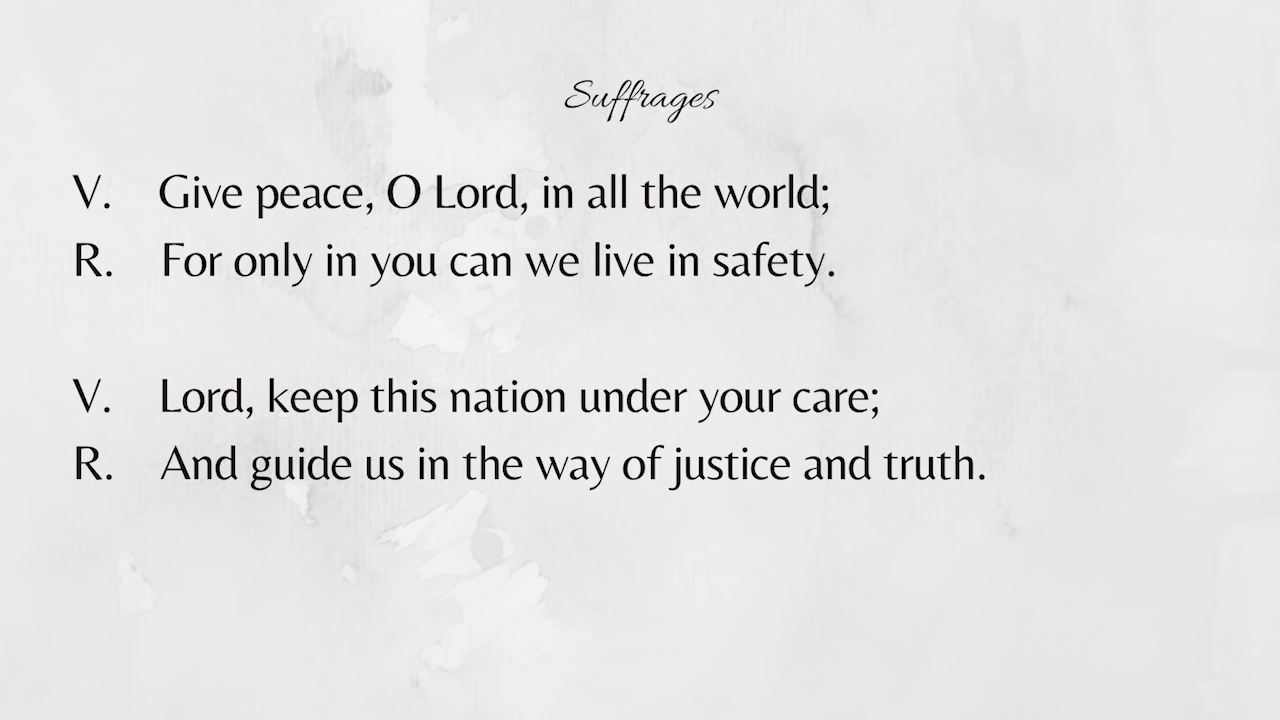 Suffrages
V. Give peace, O Lord, in all the world;
R. For only in you can we live in safety.
V. Lord, keep this nation under your care;
R. And guide us in the way of justice and truth.